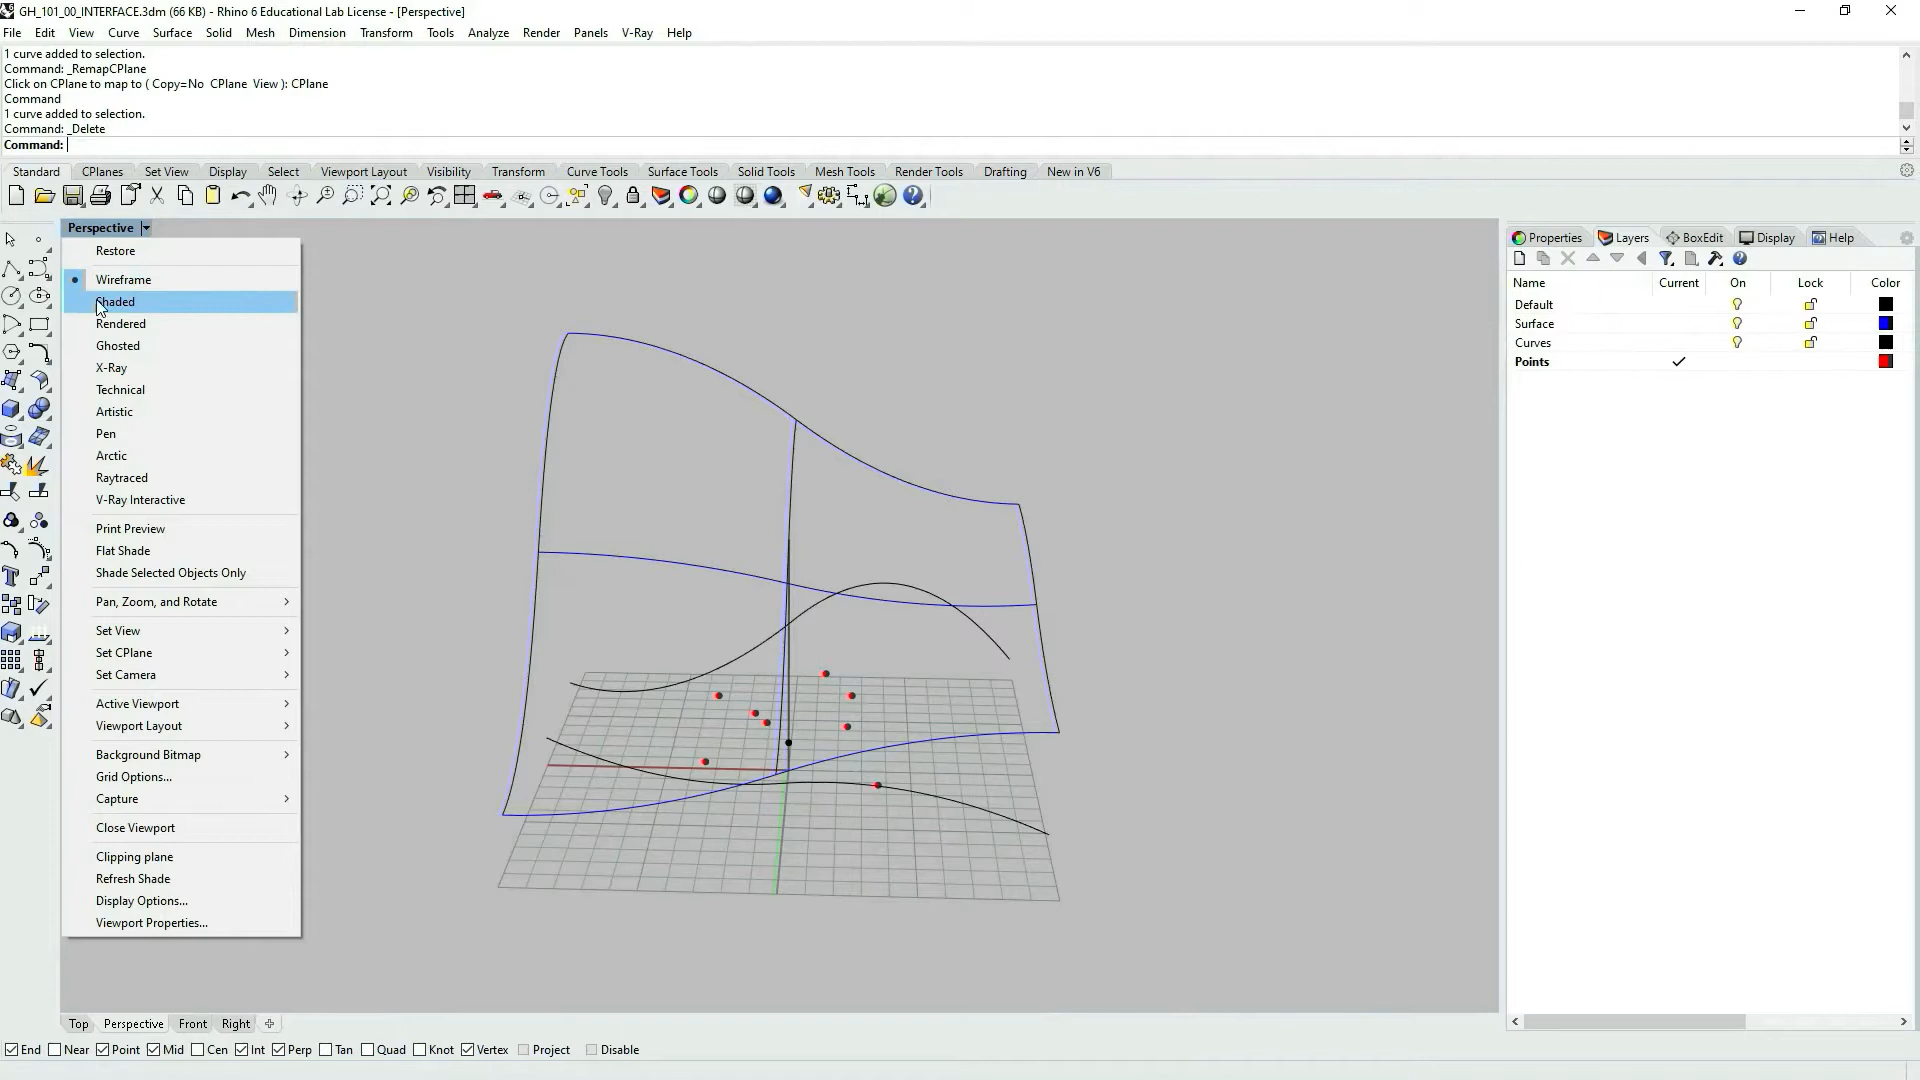 GH_101_00_INTERFACE.3dm (66 KB) - Rhino 6 Educational Lab License - [Perspective]
File Edit View Curve Surface Solid Mesh Dimension Transform Tools Analyze Render Panels V-Ray Help
1 curve added to selection.
Command: _RemapCPlane
Click on CPlane to map to ( Copy=No CPlane View ): CPlane
Command
1 curve added to selection.
Command: _Delete
Command:
Standard CPlanes Set View Display Select Viewport Layout Visibility Transform Curve Tools Surface Tools Solid Tools Mesh Tools Render Tools Drafting New in V6
Perspective
Restore
Wireframe
Shaded
Rendered
Ghosted
X-Ray
Technical
Artistic
Pen
Arctic
Raytraced
V-Ray Interactive
Print Preview
Flat Shade
Shade Selected Objects Only
Pan, Zoom, and Rotate
Set View
Set CPlane
Set Camera
Active Viewport
Viewport Layout
Background Bitmap
Grid Options...
Capture
Close Viewport
Clipping plane
Refresh Shade
Display Options...
Viewport Properties...
Properties Layers BoxEdit Display Help
Name Current On Lock Color
Default
Surface
Curves
Points
Top Perspective Front Right
End Near Point Mid Cen Int Perp Tan Quad Knot Vertex Project Disable